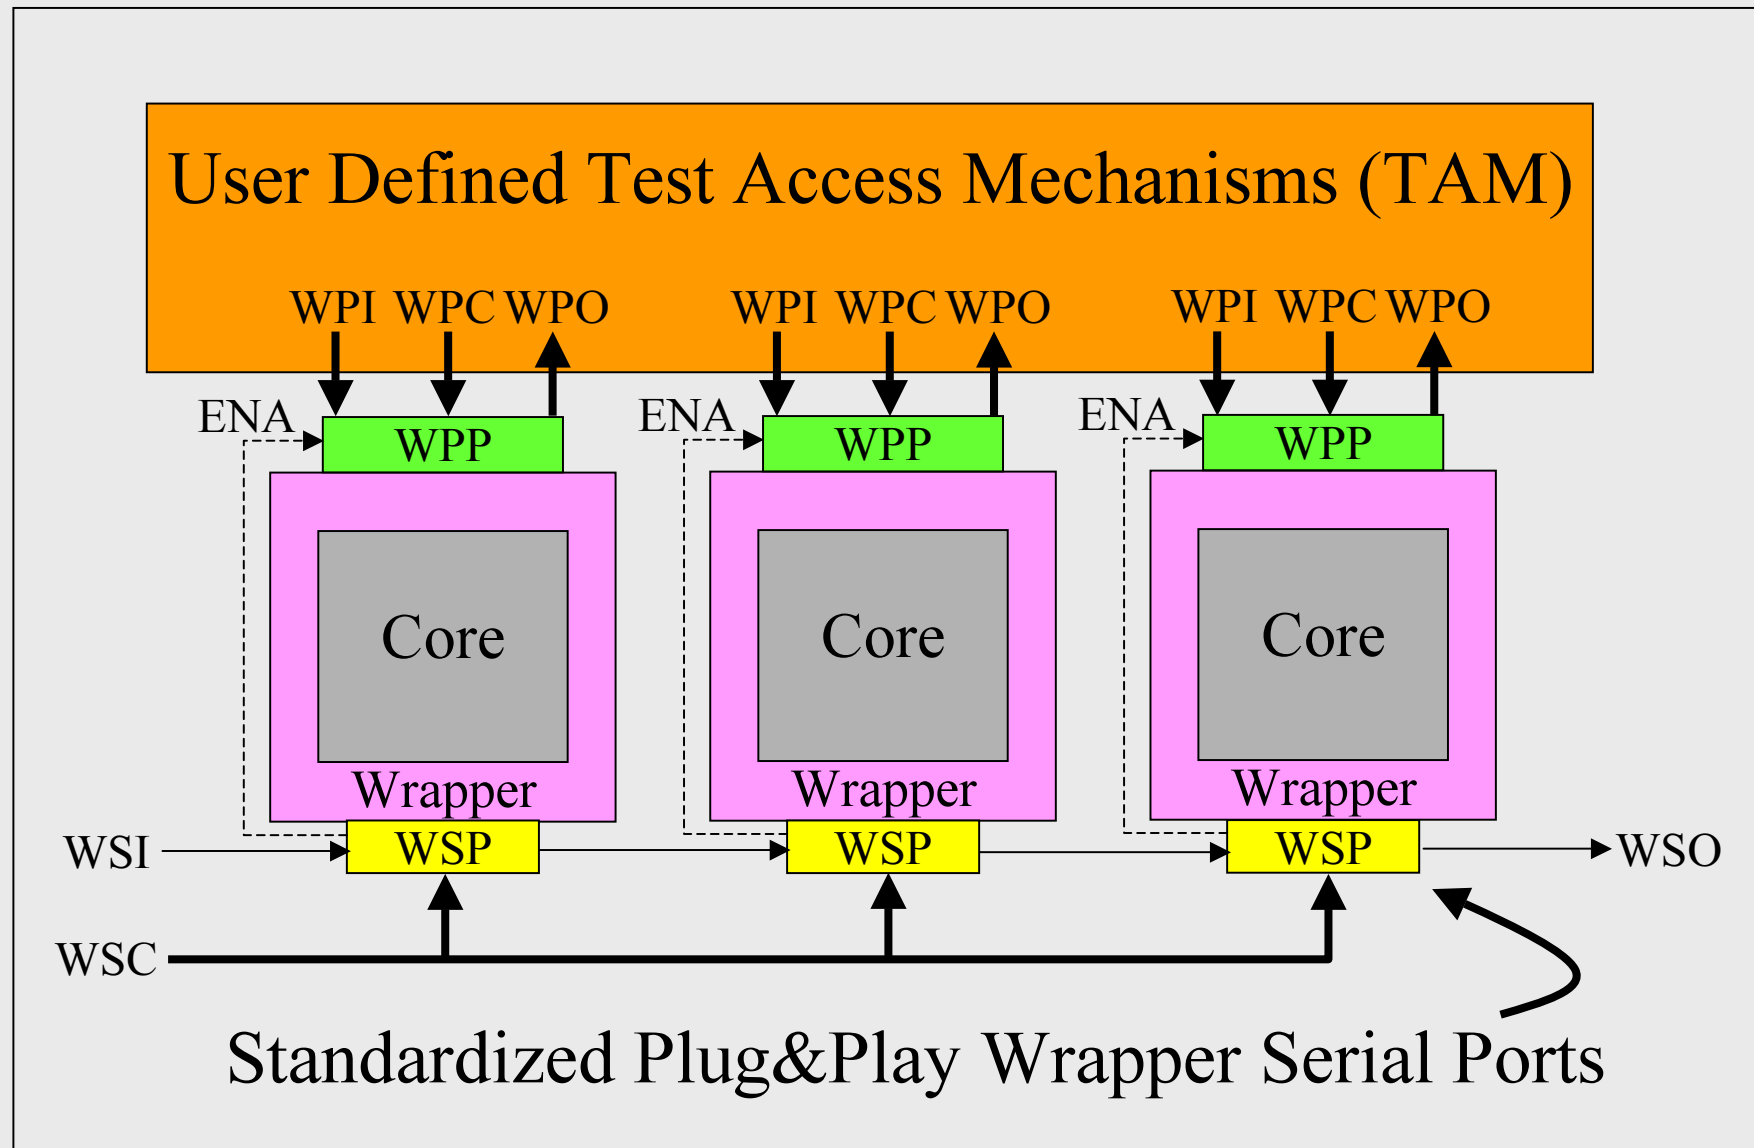 User Defined Test Access Mechanisms (TAM)
WPI WPC WPO WPI WPC WPO WPI WPC WPO
ENA ENA ENA
WPP WPP WPP
Core Core Core
Wrapper Wrapper Wrapper
WSI WSP WSP WSP WSO
WSC
Standardized Plug&Play Wrapper Serial Ports